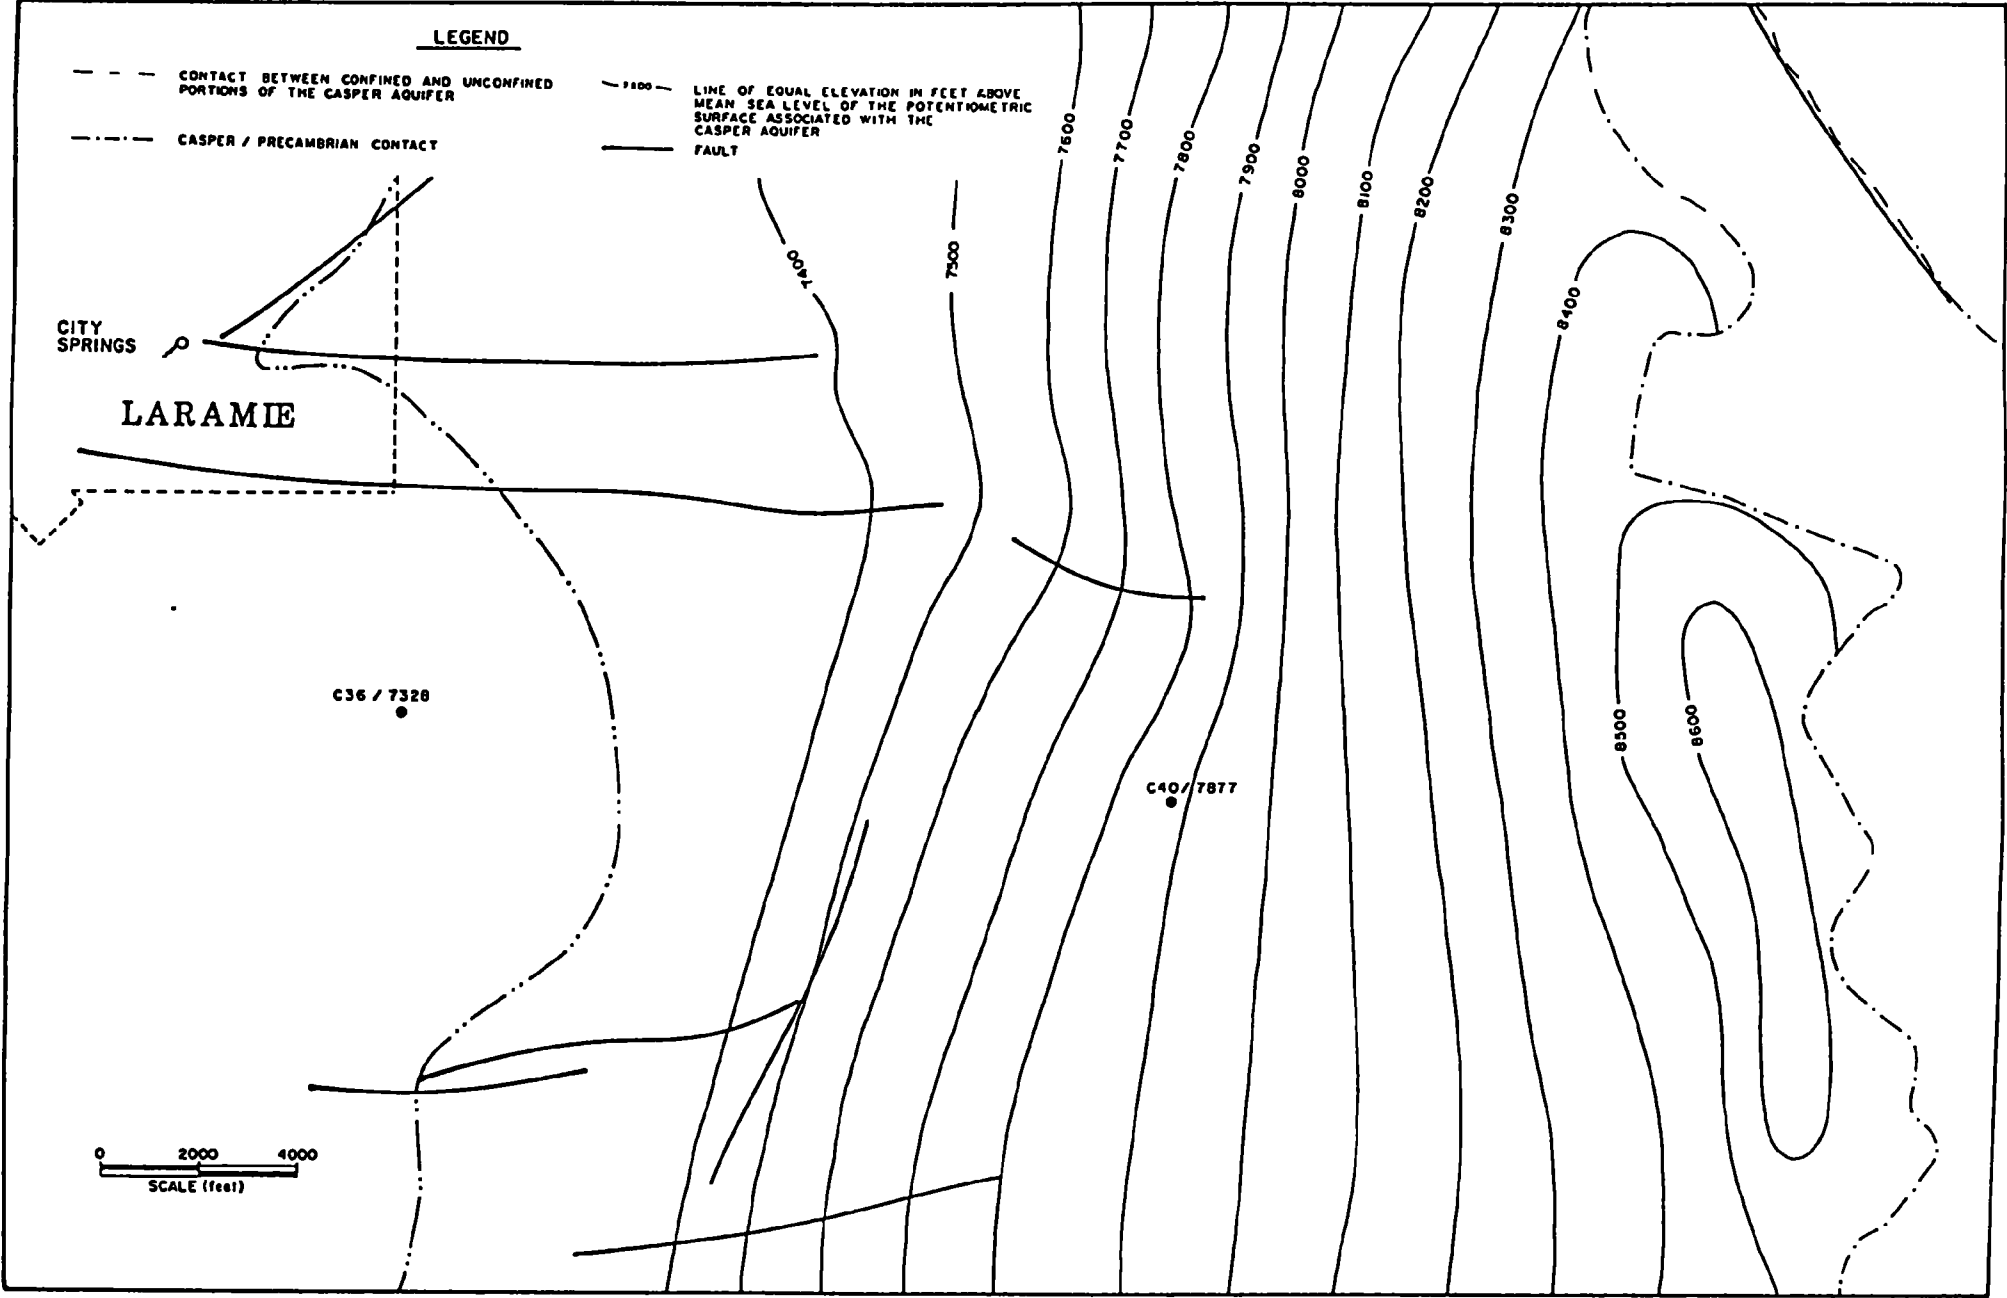 LEGEND
CONTACT BETWEEN CONFINED AND UNCONFINED
PORTIONS OF THE CASPER AQUIFER
CASPER / PRECAMBRIAN CONTACT
LINE OF EQUAL ELEVATION IN FEET ABOVE
MEAN SEA LEVEL OF THE POTENTIOMETRIC
SURFACE ASSOCIATED WITH THE
CASPER AQUIFER
FAULT
7400
7500
7600
7700
7800
7900
8000
8100
8200
8300
8400
CITY
SPRINGS
LARAMIE
C36 / 7328
C40 / 7877
8500
8600
0 2000 4000
SCALE (feet)